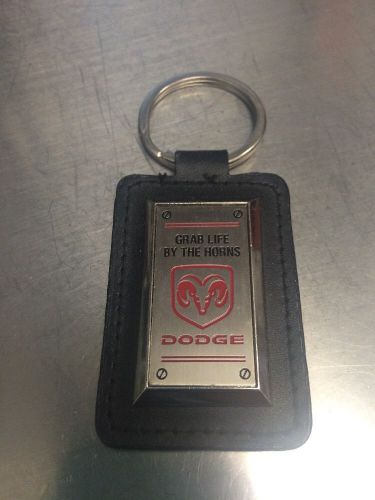 GRAB LIFE
BY THE HORNS
DODGE